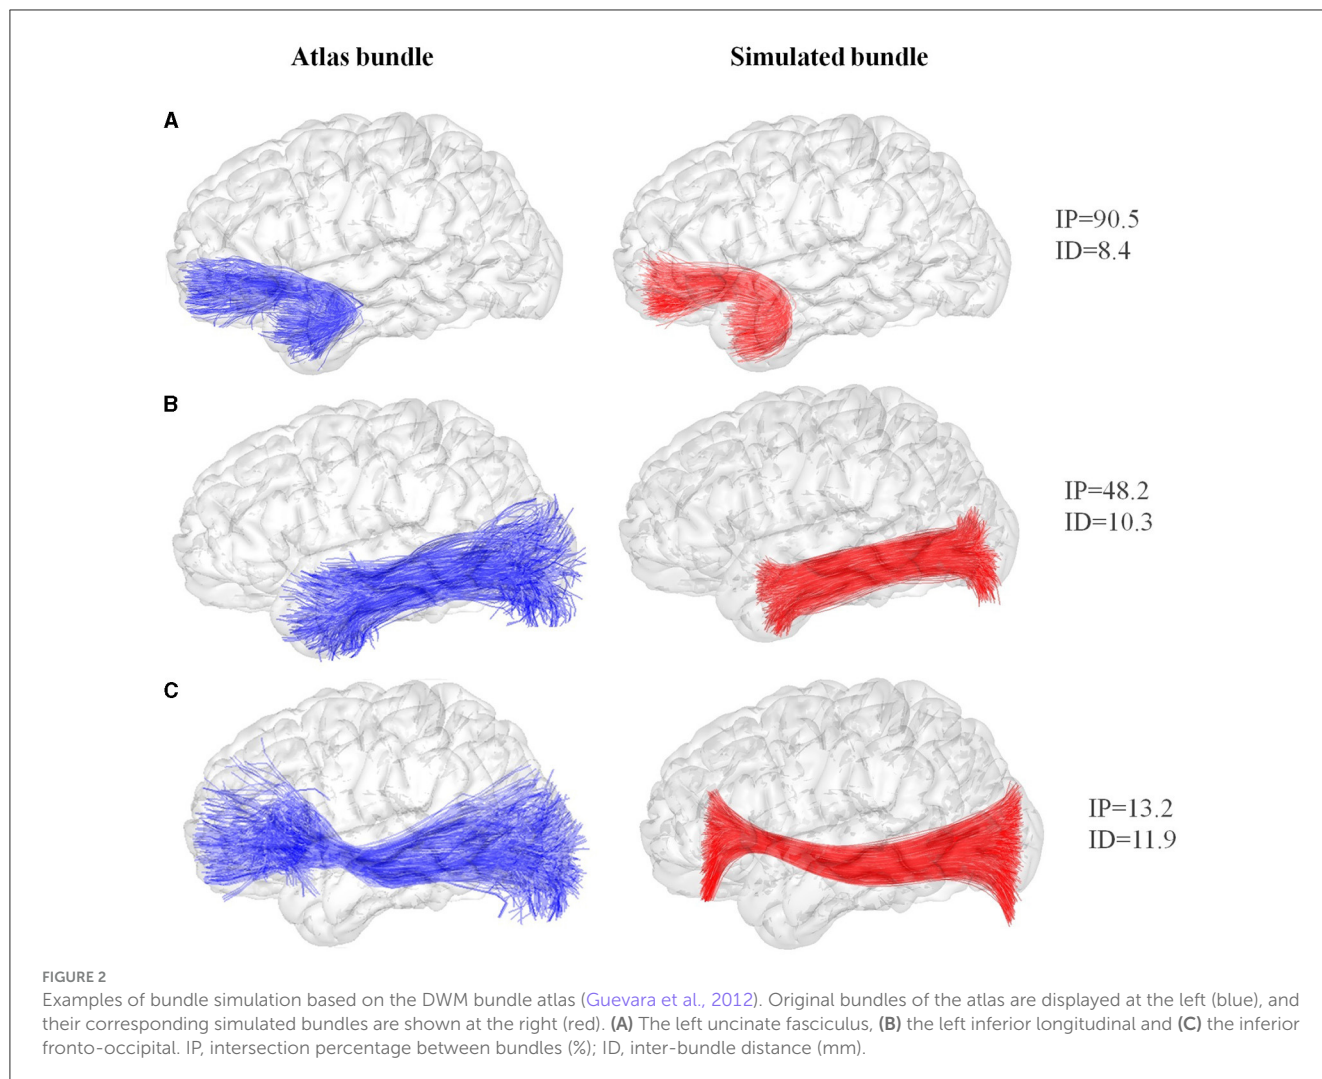 Atlas bundle
Simulated bundle
A
IP=90.5
ID=8.4
B
IP=48.2
ID=10.3
C
IP=13.2
ID=11.9
FIGURE 2
Examples of bundle simulation based on the DWM bundle atlas (Guevara et al., 2012). Original bundles of the atlas are displayed at the left (blue), and
their corresponding simulated bundles are shown at the right (red). (A) The left uncinate fasciculus, (B) the left inferior longitudinal and (C) the inferior
fronto-occipital. IP, intersection percentage between bundles (%); ID, inter-bundle distance (mm).